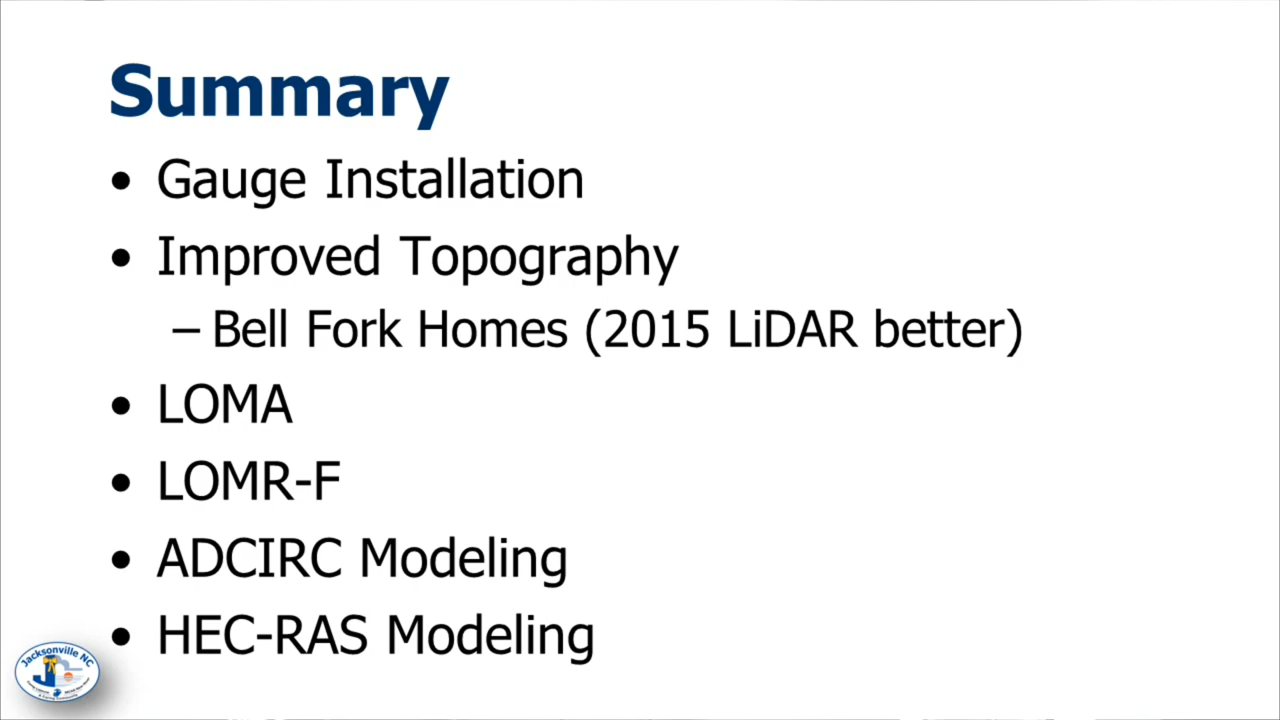 Summary
• Gauge Installation
• Improved Topography
– Bell Fork Homes (2015 LiDAR better)
• LOMA
• LOMR-F
• ADCIRC Modeling
• HEC-RAS Modeling
Jacksonville NC